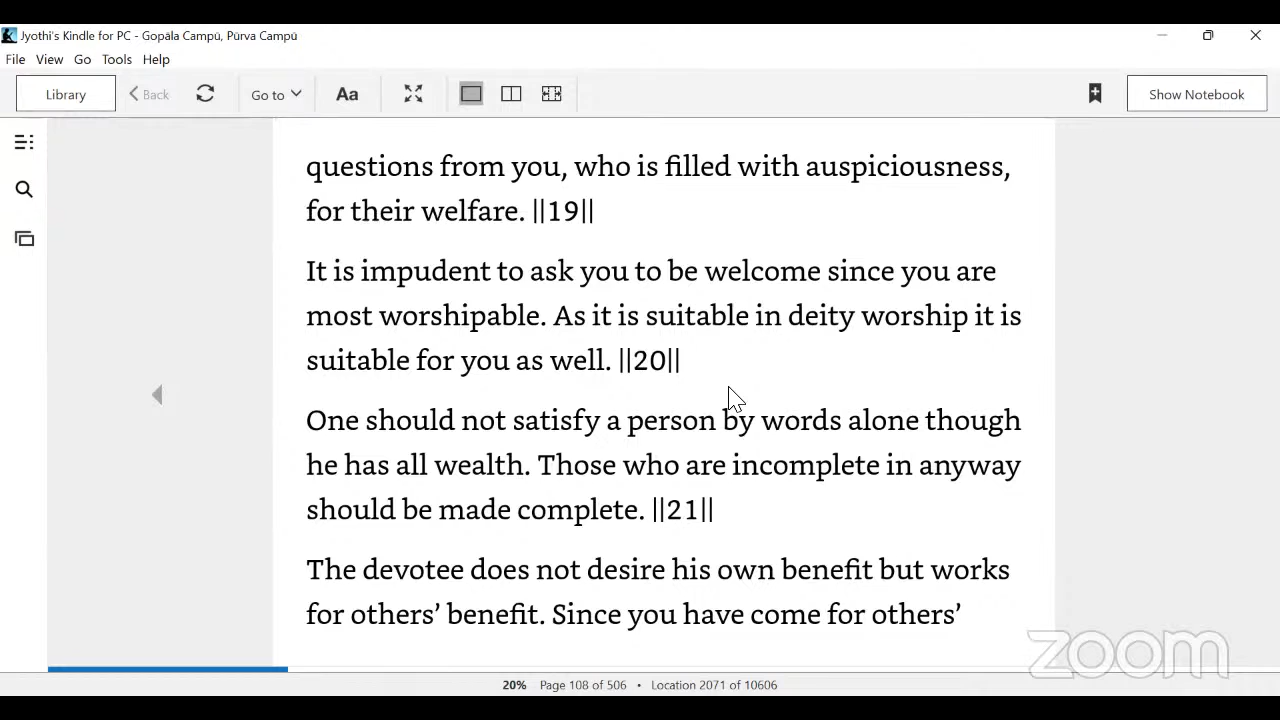 Jyothi's Kindle for PC - Gopāla Campū, Pūrva Campū
File View Go Tools Help
Library Back Go to Aa Show Notebook
questions from you, who is filled with auspiciousness,
for their welfare. ||19||
It is impudent to ask you to be welcome since you are
most worshipable. As it is suitable in deity worship it is
suitable for you as well. ||20||
One should not satisfy a person by words alone though
he has all wealth. Those who are incomplete in anyway
should be made complete. ||21||
The devotee does not desire his own benefit but works
for others’ benefit. Since you have come for others’
zoom
20% Page 108 of 506 • Location 2071 of 10606